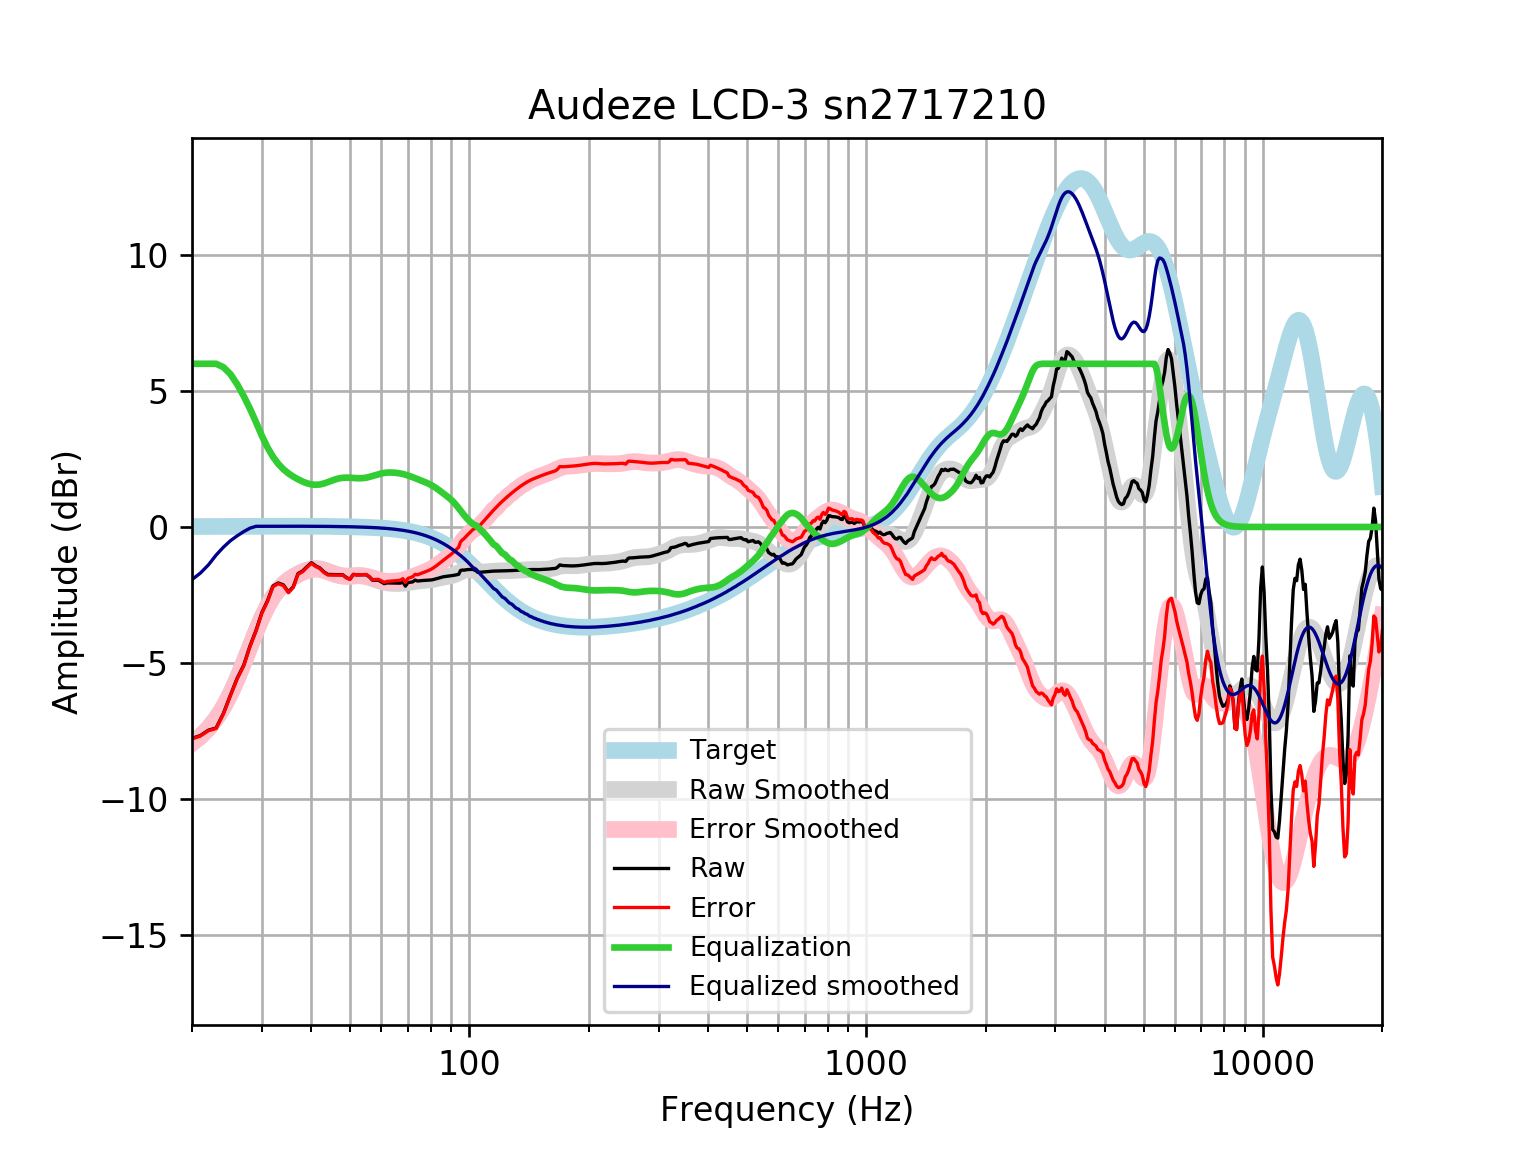 Audeze LCD-3 sn2717210
Amplitude (dBr)
10
5
0
−5
−10
−15
Target
Raw Smoothed
Error Smoothed
Raw
Error
Equalization
Equalized smoothed
100
1000
10000
Frequency (Hz)